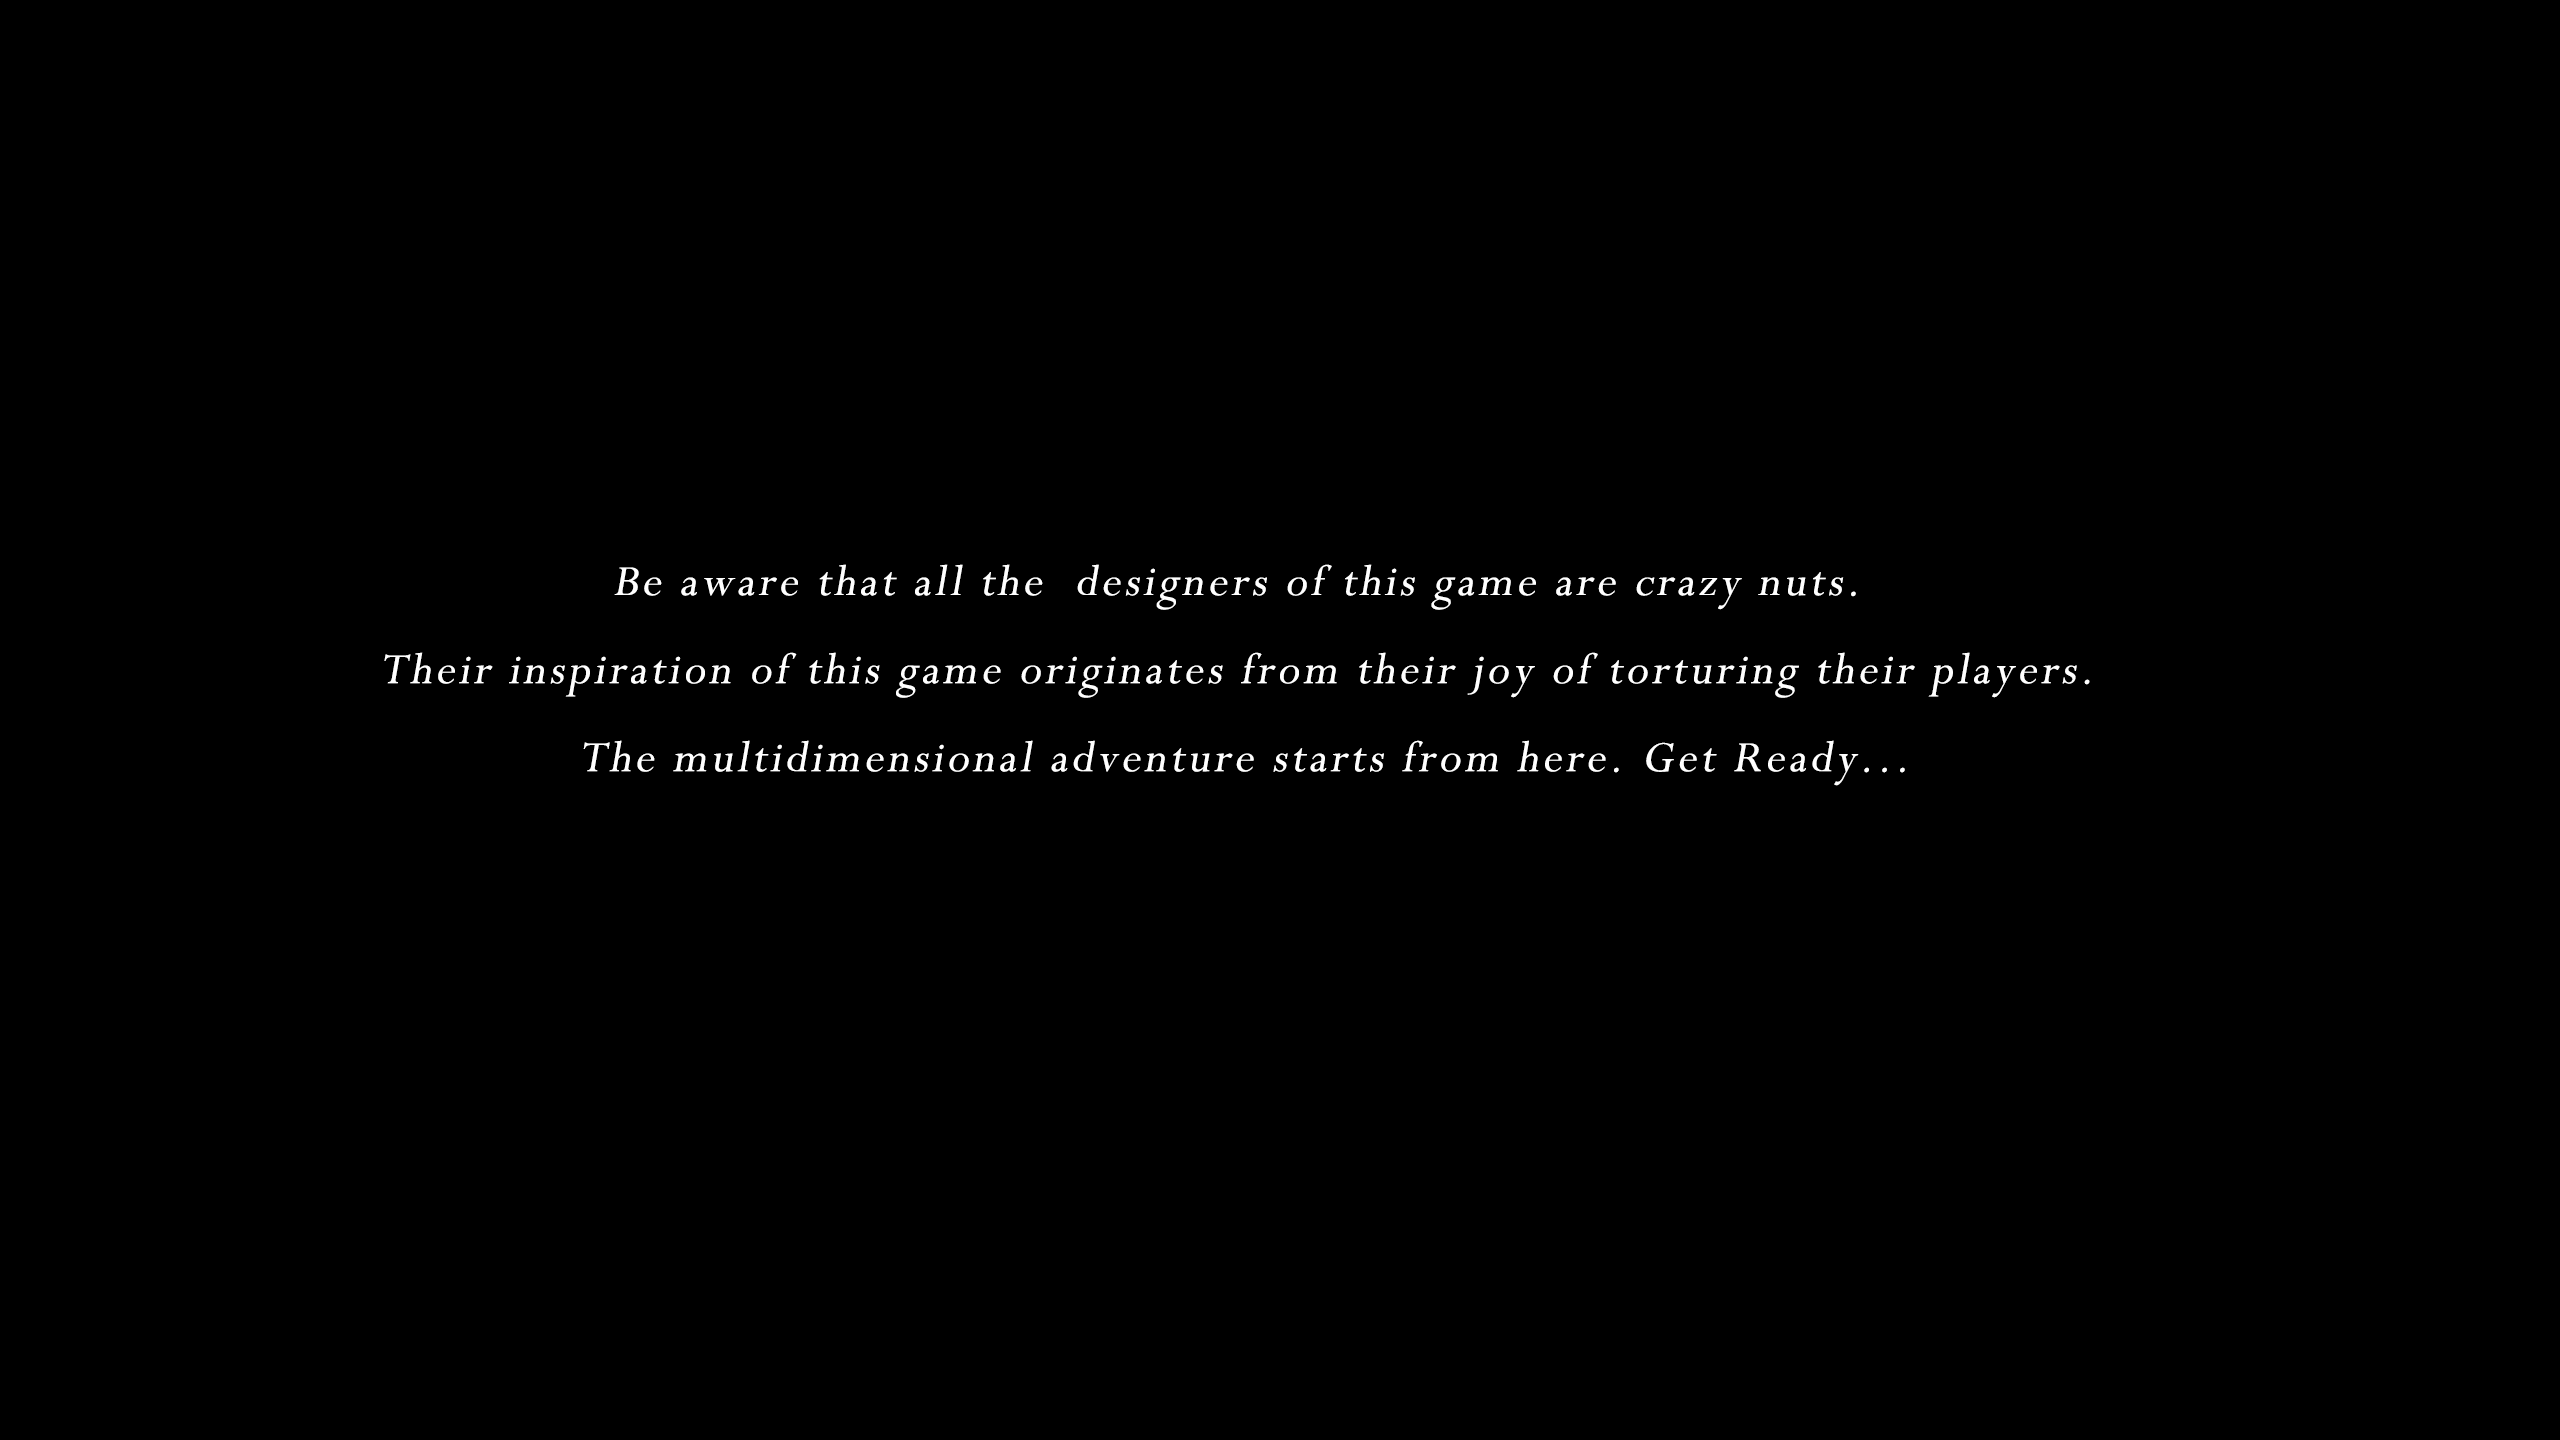 Be aware that all the  designers of this game are crazy nuts.
Their inspiration of this game originates from their joy of torturing their players.
The multidimensional adventure starts from here. Get Ready...